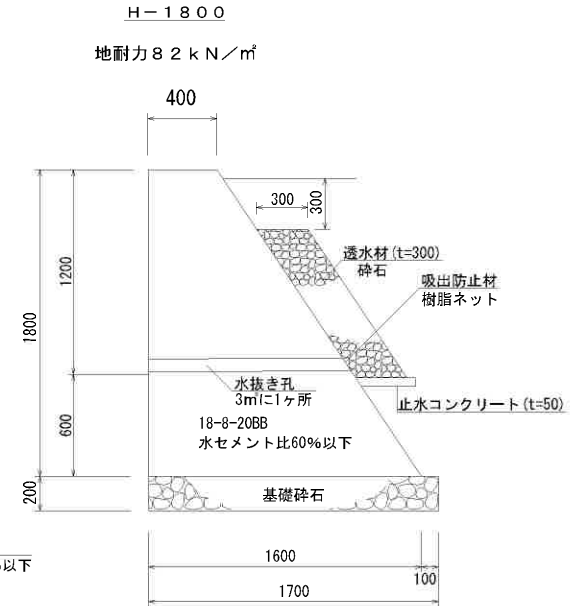 H-1800
地耐力82kN/㎡
400
300
300
透水材(t=300)
砕石
吸出防止材
樹脂ネット
1200
1800
水抜き孔
3mに1ヶ所
止水コンクリート(t=50)
18-8-20BB
水セメント比60%以下
600
200
基礎砕石
1600
100
1700
以下